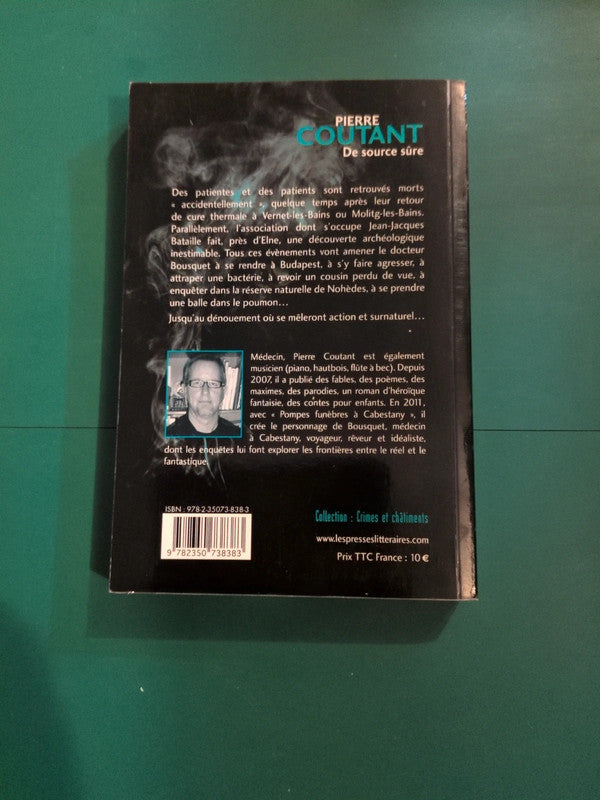 PIERRE
COUTANT
De source sûre
Des patientes et des patients sont retrouvés morts
« accidentellement », quelque temps après leur retour
de cure thermale à Vernet-les-Bains ou Molitg-les-Bains.
Parallèlement, l'association dont s'occupe Jean-Jacques
Bataille fait, près d'Elne, une découverte archéologique
inestimable. Tous ces évènements vont amener le docteur
Bousquet à se rendre à Budapest, à s'y faire agresser, à
attraper une bactérie, à revoir un cousin perdu de vue, à
enquêter dans la réserve naturelle de Nohèdes, à se prendre
une balle dans le poumon…
Jusqu'au dénouement où se mêleront action et surnaturel…
Médecin, Pierre Coutant est également
musicien (piano, hautbois, flûte à bec). Depuis
2007, il a publié des fables, des poèmes, des
maximes, des parodies, un roman d'héroïque
fantaisie, des contes pour enfants. En 2011,
avec « Pompes funèbres à Cabestany », il
crée le personnage de Bousquet, médecin
à Cabestany, voyageur, rêveur et idéaliste,
dont les enquêtes lui font explorer les frontières entre le réel et le
fantastique.
ISBN : 978-2-35073-838-3
9 782350 738383
Collection : Crimes et châtiments
www.lespresseslitteraires.com
Prix TTC France : 10 €